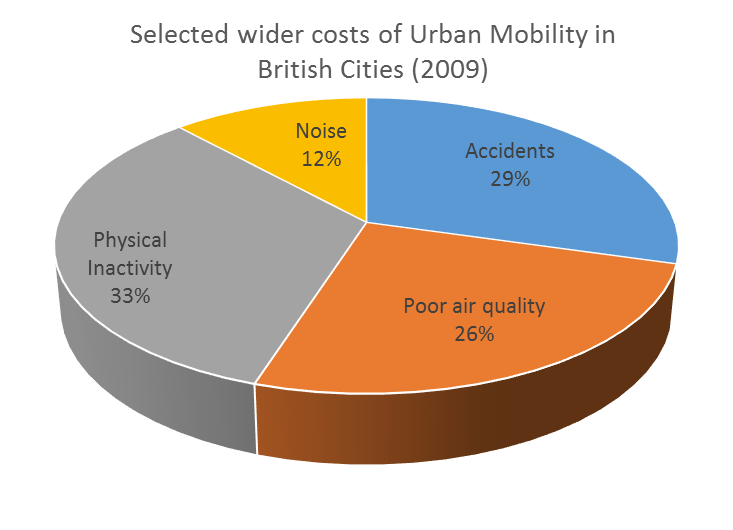 Selected wider costs of Urban Mobility in
British Cities (2009)
Noise
12%
Accidents
29%
Physical
Inactivity
33%
Poor air quality
26%